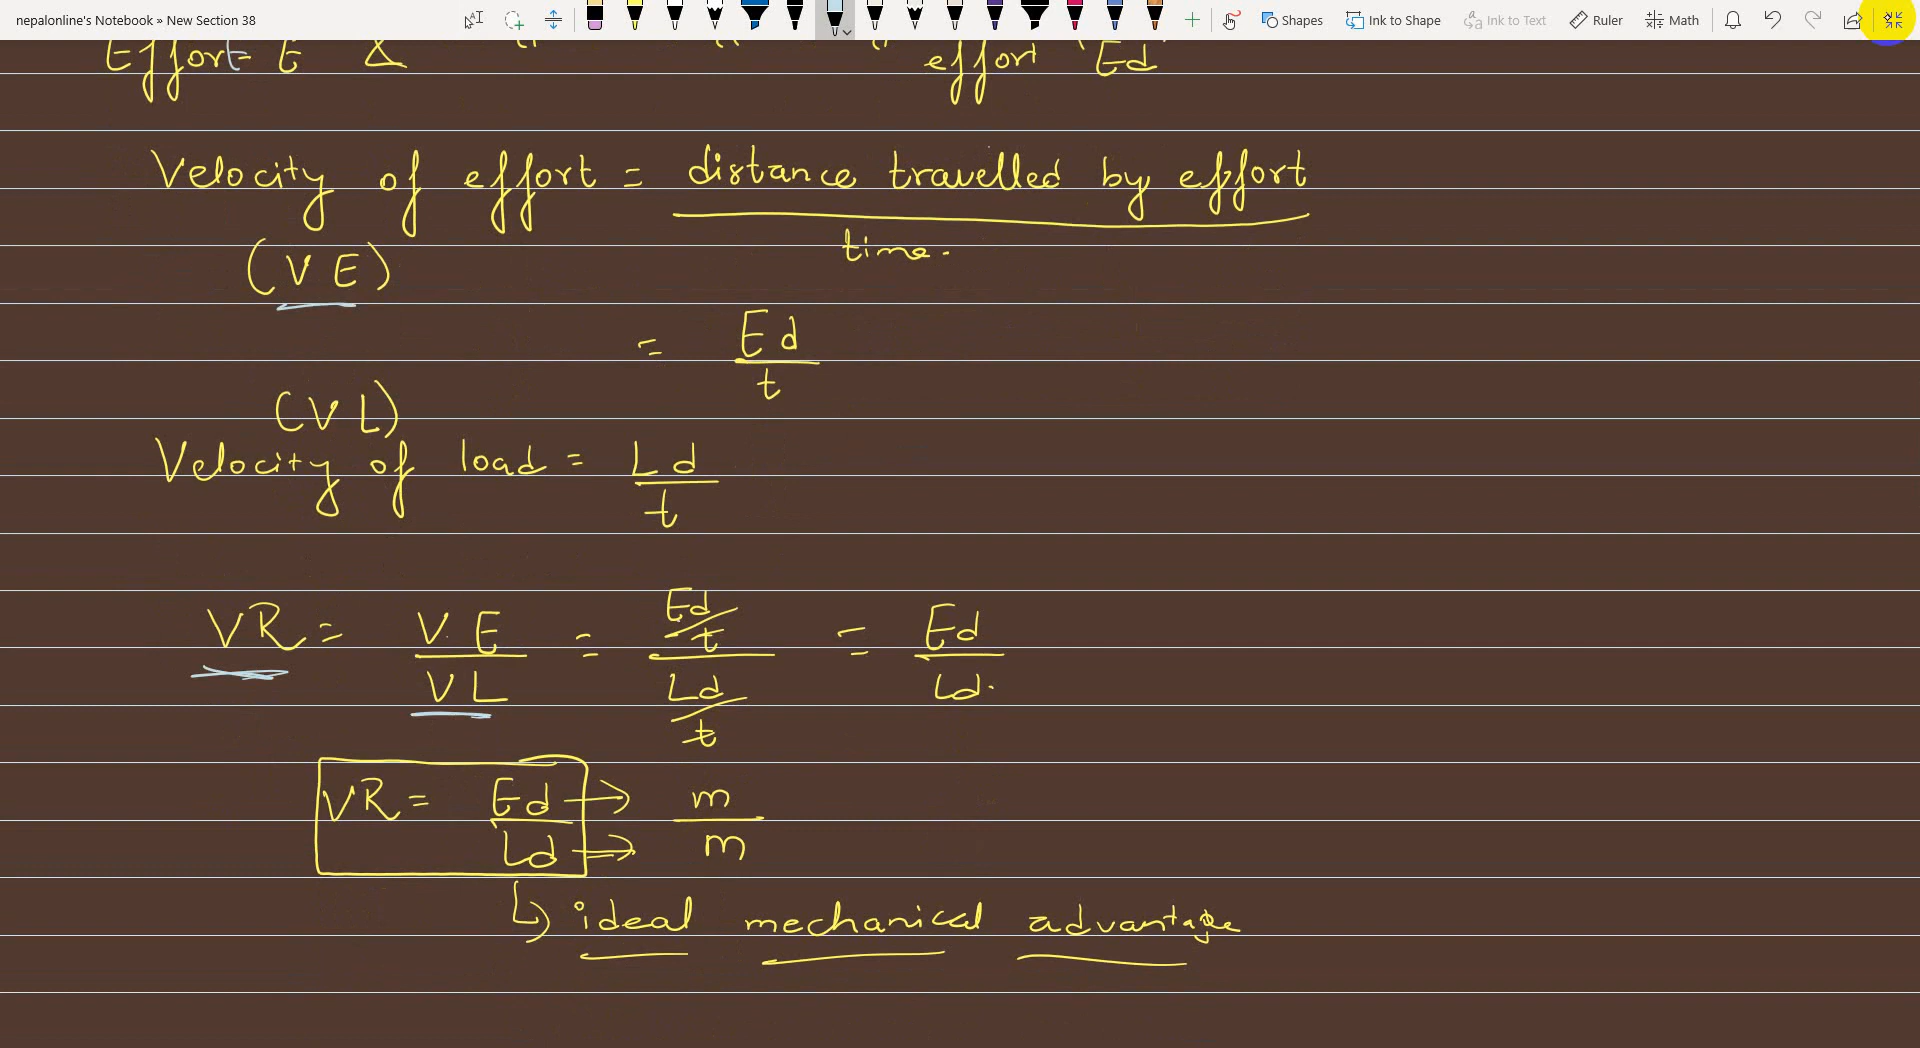 nepalonline's Notebook » New Section 38
Shapes Ink to Shape Ink to Text Ruler Math
Effort E & " " " effort 'Ed'
Velocity of effort = distance travelled by effort
time.
(VE)
= Ed
t
(VL)
Velocity of load = Ld
t
VR = VE / VL = Ed/t / Ld/t = Ed / Ld.
VR = Ed → m
Ld → m
↳ ideal mechanical advantage